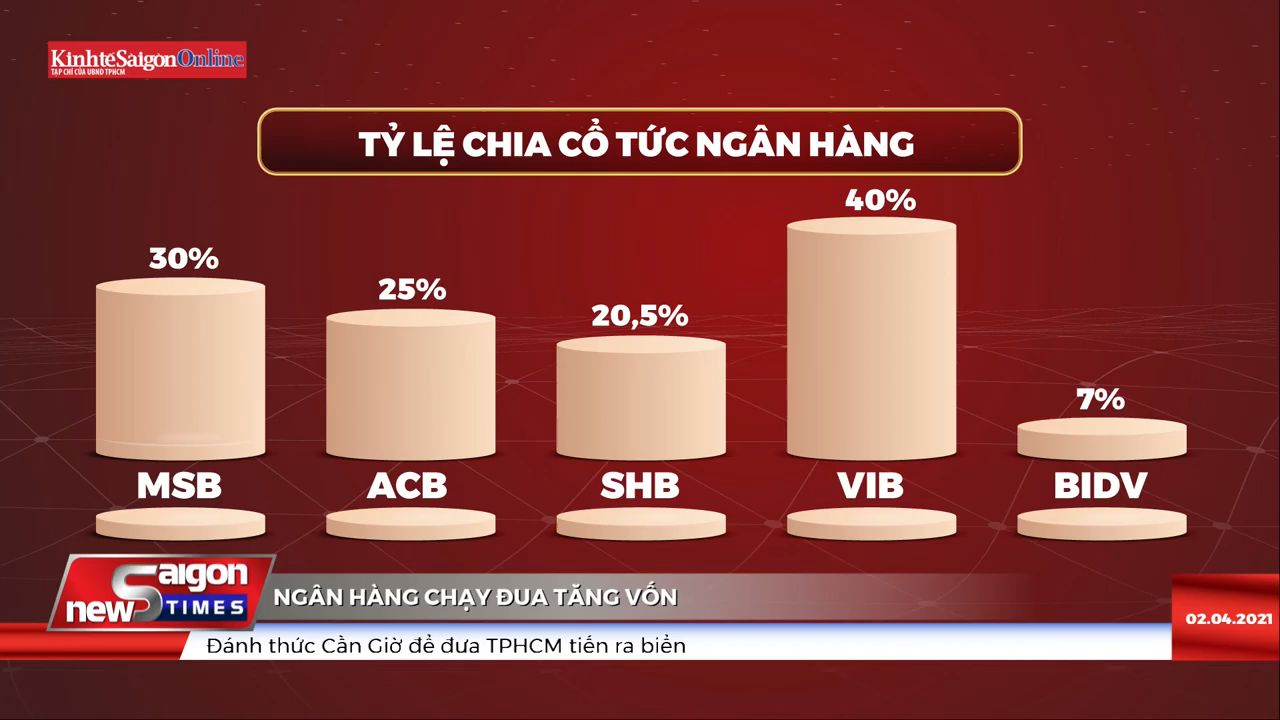 KinhtếSàigònOnline
TẠP CHÍ CỦA UBND TPHCM
TỶ LỆ CHIA CỔ TỨC NGÂN HÀNG
30%
25%
20,5%
40%
7%
MSB
ACB
SHB
VIB
BIDV
Saigon
new TIMES
NGÂN HÀNG CHẠY ĐUA TĂNG VỐN
02.04.2021
Đánh thức Cần Giờ để đưa TPHCM tiến ra biển